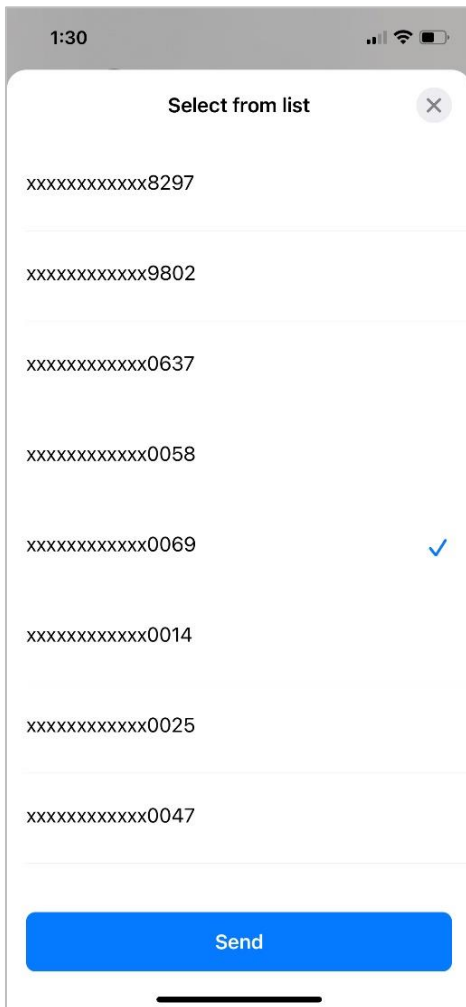 1:30
Select from list
xxxxxxxxxxxx8297
xxxxxxxxxxxx9802
xxxxxxxxxxxx0637
xxxxxxxxxxxx0058
xxxxxxxxxxxx0069
xxxxxxxxxxxx0014
xxxxxxxxxxxx0025
xxxxxxxxxxxx0047
Send